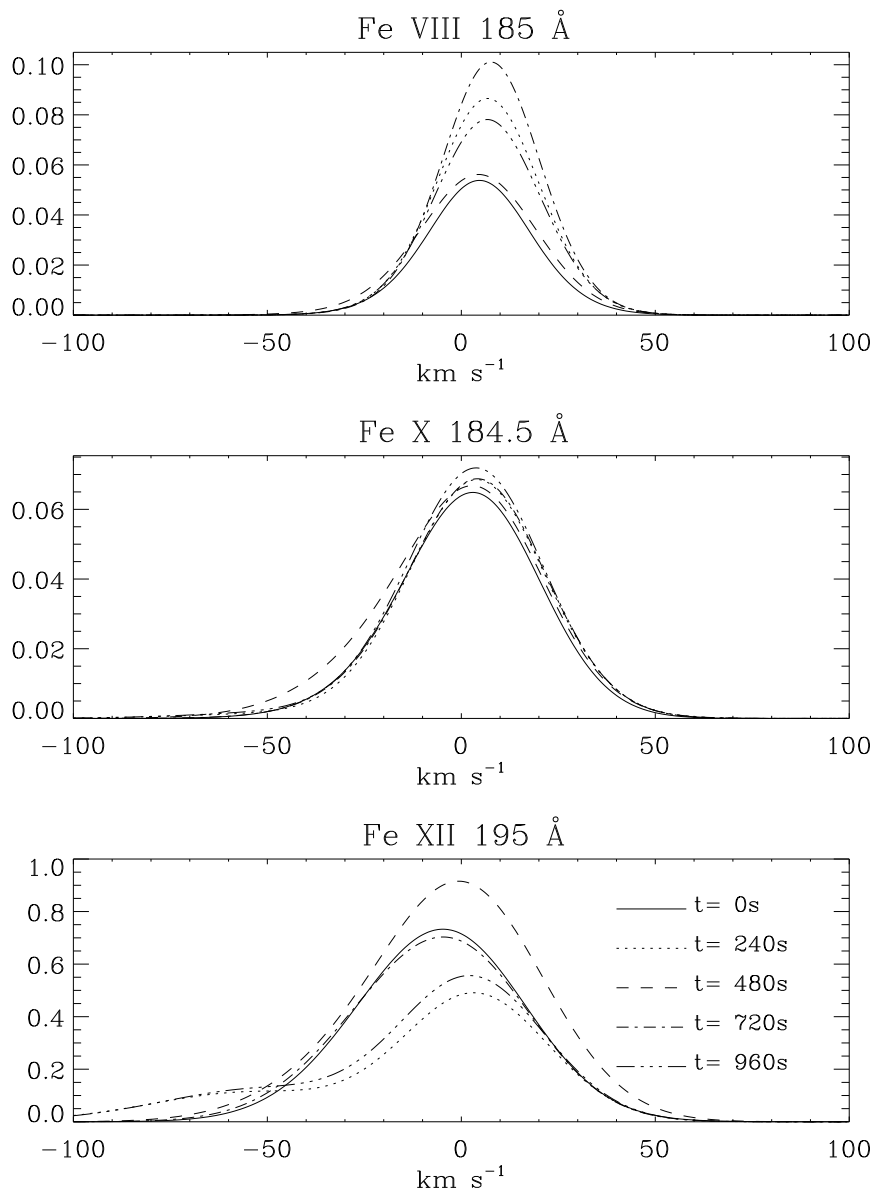 Fe VIII 185 Å
0.10
0.08
0.06
0.04
0.02
0.00
−100 −50 0 50 100
km s⁻¹
Fe X 184.5 Å
0.06
0.04
0.02
0.00
−100 −50 0 50 100
km s⁻¹
Fe XII 195 Å
1.0
0.8
0.6
0.4
0.2
0.0
t= 0s
t= 240s
t= 480s
t= 720s
t= 960s
−100 −50 0 50 100
km s⁻¹